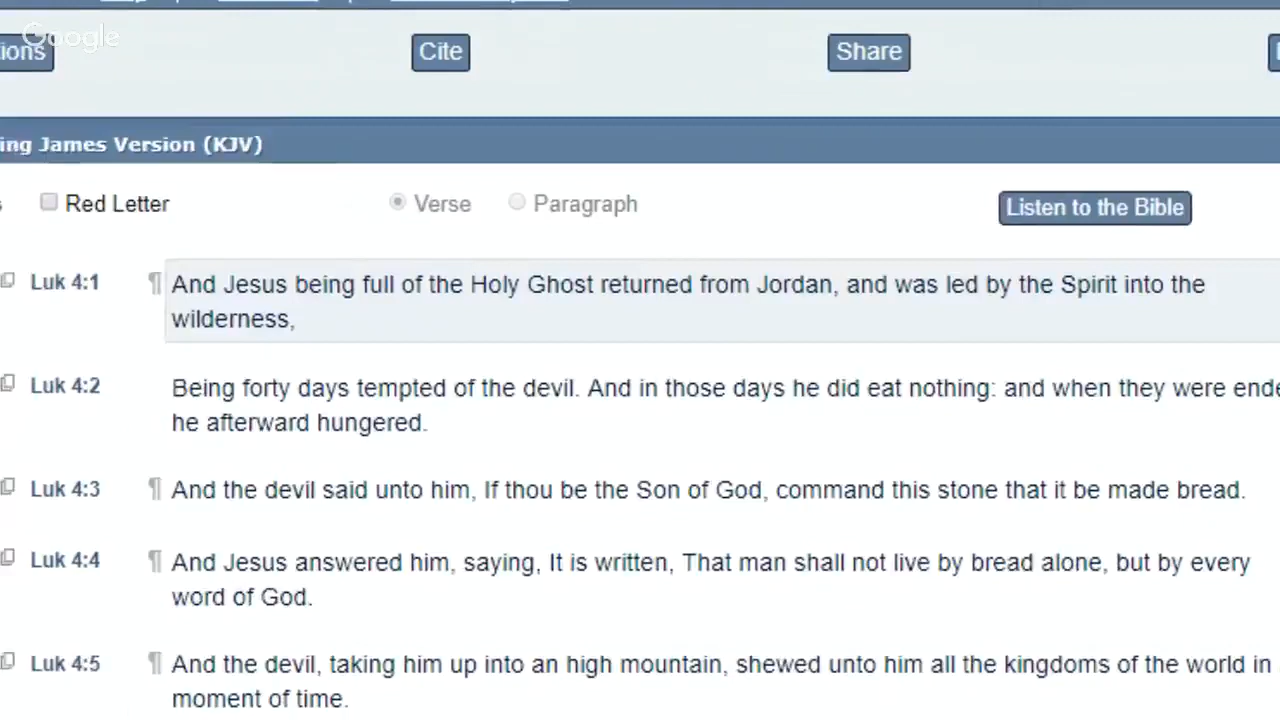 Google
ions
Cite
Share
ing James Version (KJV)
Red Letter
Verse
Paragraph
Listen to the Bible
Luk 4:1 ¶ And Jesus being full of the Holy Ghost returned from Jordan, and was led by the Spirit into the
wilderness,
Luk 4:2 Being forty days tempted of the devil. And in those days he did eat nothing: and when they were ende
he afterward hungered.
Luk 4:3 ¶ And the devil said unto him, If thou be the Son of God, command this stone that it be made bread.
Luk 4:4 ¶ And Jesus answered him, saying, It is written, That man shall not live by bread alone, but by every
word of God.
Luk 4:5 ¶ And the devil, taking him up into an high mountain, shewed unto him all the kingdoms of the world in
moment of time.